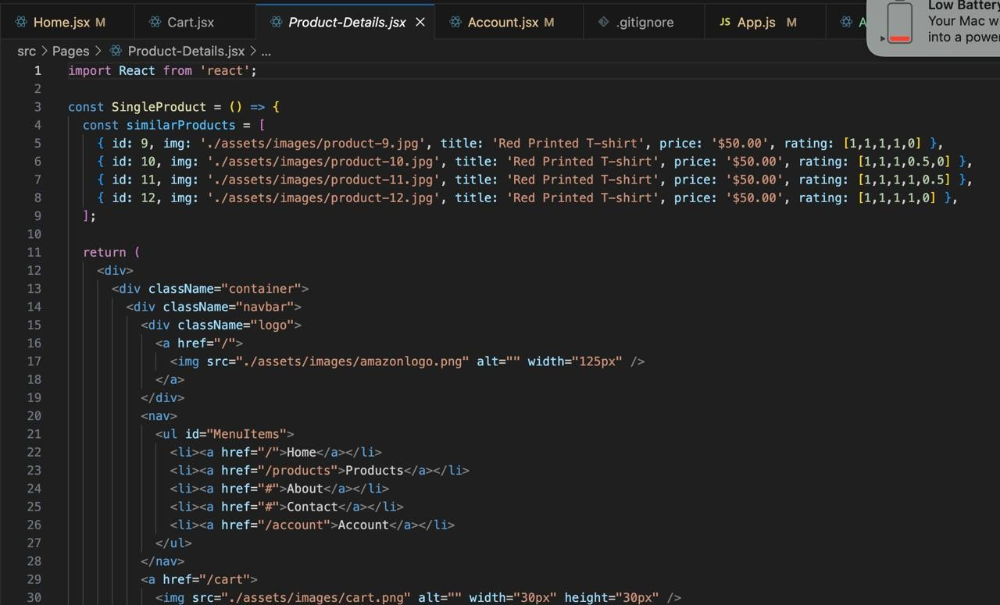 Home.jsx M
Cart.jsx
Product-Details.jsx
Account.jsx M
.gitignore
JS App.js M
A
Low Battery
Your Mac w
into a power
src > Pages > Product-Details.jsx > ...
1 import React from 'react';
2
3 const SingleProduct = () => {
4 const similarProducts = [
5 { id: 9, img: './assets/images/product-9.jpg', title: 'Red Printed T-shirt', price: '$50.00', rating: [1,1,1,1,0] },
6 { id: 10, img: './assets/images/product-10.jpg', title: 'Red Printed T-shirt', price: '$50.00', rating: [1,1,1,0.5,0] },
7 { id: 11, img: './assets/images/product-11.jpg', title: 'Red Printed T-shirt', price: '$50.00', rating: [1,1,1,1,0.5] },
8 { id: 12, img: './assets/images/product-12.jpg', title: 'Red Printed T-shirt', price: '$50.00', rating: [1,1,1,1,0] },
9 ];
10
11 return (
12 <div>
13 <div className="container">
14 <div className="navbar">
15 <div className="logo">
16 <a href="/">
17 <img src="./assets/images/amazonlogo.png" alt="" width="125px" />
18 </a>
19 </div>
20 <nav>
21 <ul id="MenuItems">
22 <li><a href="/">Home</a></li>
23 <li><a href="/products">Products</a></li>
24 <li><a href="#">About</a></li>
25 <li><a href="#">Contact</a></li>
26 <li><a href="/account">Account</a></li>
27 </ul>
28 </nav>
29 <a href="/cart">
30 <img src="./assets/images/cart.png" alt="" width="30px" height="30px" />